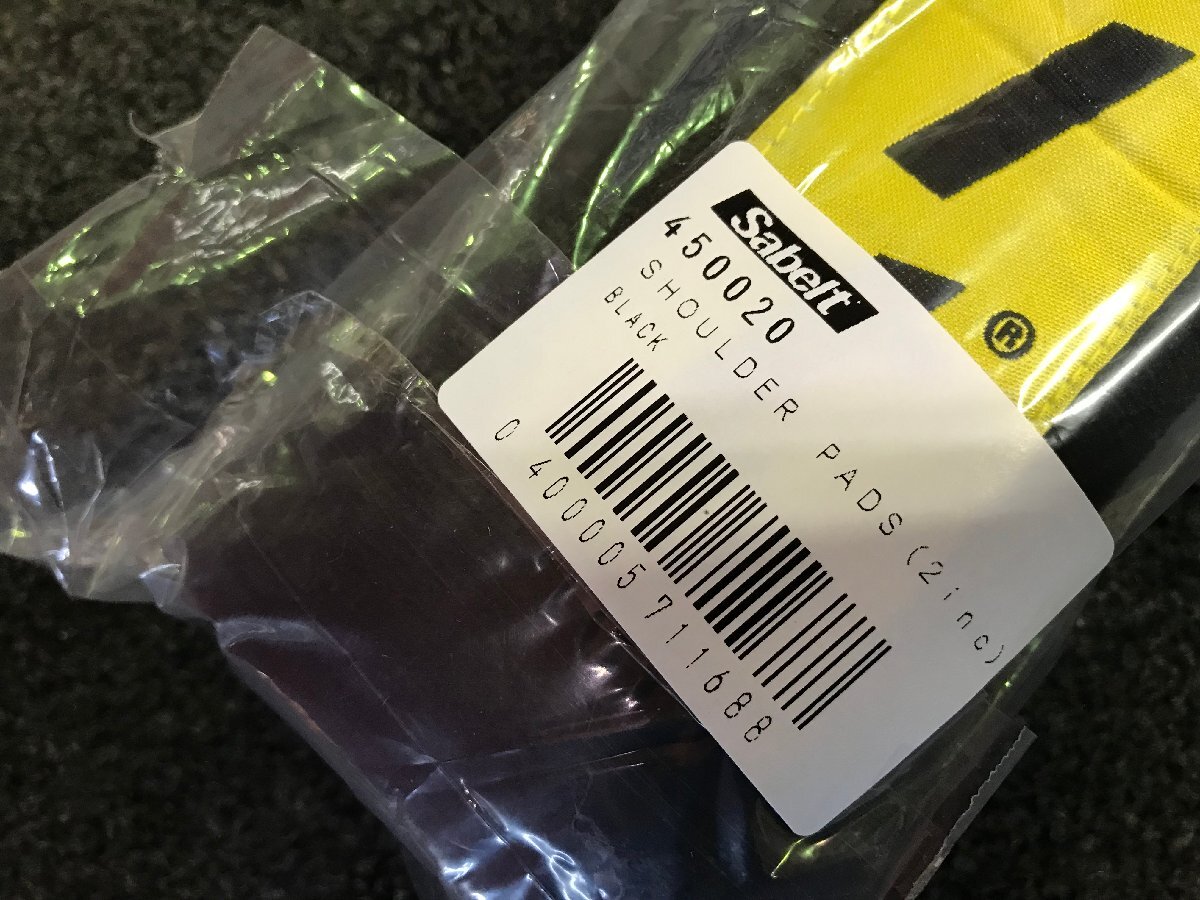 Sabelt
450020
SHOULDER PADS(2inc)
BLACK
0 400005 711688
®